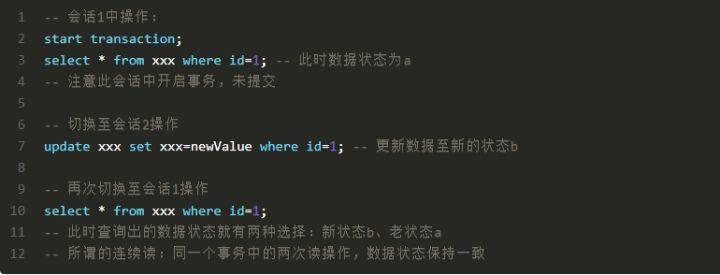 1 -- 会话1中操作：
2 start transaction;
3 select * from xxx where id=1; -- 此时数据状态为a
4 -- 注意此会话中开启事务，未提交
5
6 -- 切换至会话2操作
7 update xxx set xxx=newValue where id=1; -- 更新数据至新的状态b
8
9 -- 再次切换至会话1操作
10 select * from xxx where id=1;
11 -- 此时查询出的数据状态就有两种选择：新状态b、老状态a
12 -- 所谓的连续读：同一个事务中的两次读操作，数据状态保持一致